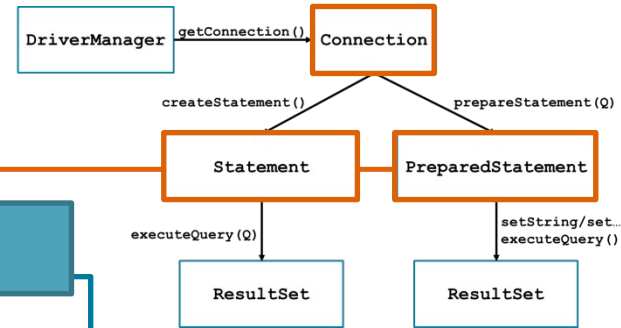 DriverManager
getConnection()
Connection
createStatement()
prepareStatement(Q)
Statement
PreparedStatement
executeQuery(Q)
setString/set…
executeQuery()
ResultSet
ResultSet